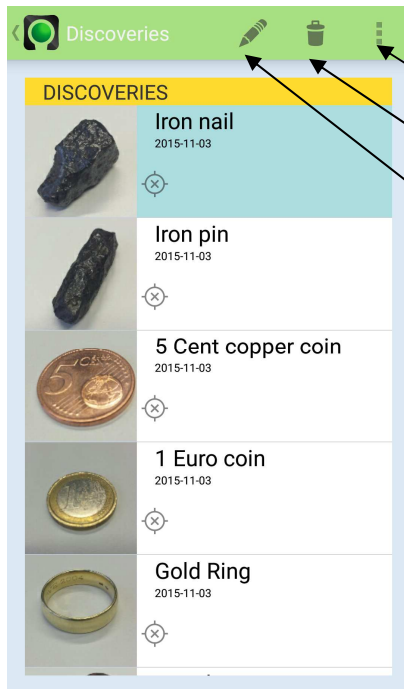 Discoveries
DISCOVERIES
Iron nail
2015-11-03
Iron pin
2015-11-03
5 Cent copper coin
2015-11-03
1 Euro coin
2015-11-03
Gold Ring
2015-11-03